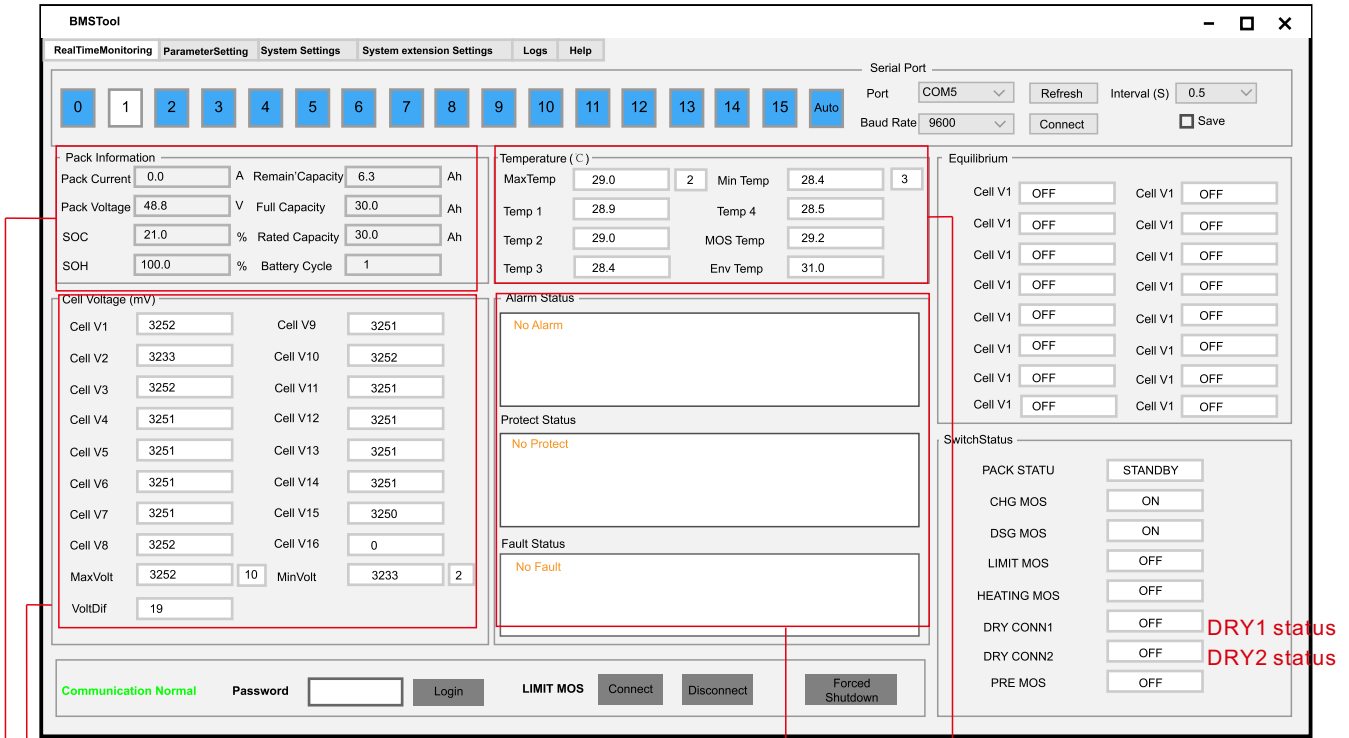 BMSTool
RealTimeMonitoring ParameterSetting System Settings System extension Settings Logs Help
Serial Port
0 1 2 3 4 5 6 7 8 9 10 11 12 13 14 15 Auto
Port COM5 Refresh Interval (S) 0.5
Baud Rate 9600 Connect Save
Pack Information
Pack Current 0.0 A Remain'Capacity 6.3 Ah
Pack Voltage 48.8 V Full Capacity 30.0 Ah
SOC 21.0 % Rated Capacity 30.0 Ah
SOH 100.0 % Battery Cycle 1
Temperature (C)
MaxTemp 29.0 2 Min Temp 28.4 3
Temp 1 28.9 Temp 4 28.5
Temp 2 29.0 MOS Temp 29.2
Temp 3 28.4 Env Temp 31.0
Equilibrium
Cell V1 OFF Cell V1 OFF
Cell V1 OFF Cell V1 OFF
Cell V1 OFF Cell V1 OFF
Cell V1 OFF Cell V1 OFF
Cell V1 OFF Cell V1 OFF
Cell V1 OFF Cell V1 OFF
Cell V1 OFF Cell V1 OFF
Cell V1 OFF Cell V1 OFF
Cell Voltage (mV)
Cell V1 3252 Cell V9 3251
Cell V2 3233 Cell V10 3252
Cell V3 3252 Cell V11 3251
Cell V4 3251 Cell V12 3251
Cell V5 3251 Cell V13 3251
Cell V6 3251 Cell V14 3251
Cell V7 3251 Cell V15 3250
Cell V8 3252 Cell V16 0
MaxVolt 3252 10 MinVolt 3233 2
VoltDif 19
Alarm Status
No Alarm
Protect Status
No Protect
Fault Status
No Fault
SwitchStatus
PACK STATU STANDBY
CHG MOS ON
DSG MOS ON
LIMIT MOS OFF
HEATING MOS OFF
DRY CONN1 OFF DRY1 status
DRY CONN2 OFF DRY2 status
PRE MOS OFF
Communication Normal Password Login LIMIT MOS Connect Disconnect Forced
Shutdown